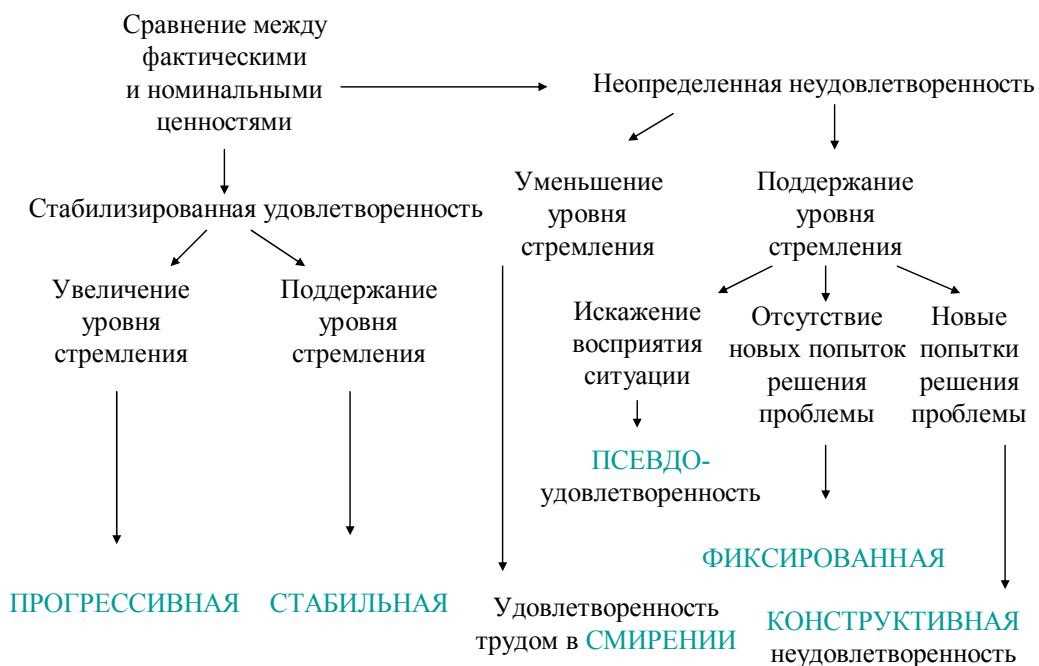 Сравнение между
фактическими
и номинальными
ценностями
Неопределенная неудовлетворенность
Стабилизированная удовлетворенность
Уменьшение
уровня
стремления
Поддержание
уровня
стремления
Увеличение
уровня
стремления
Поддержание
уровня
стремления
Искажение
восприятия
ситуации
Отсутствие
новых попыток
решения
проблемы
Новые
попытки
решения
проблемы
ПСЕВДО-
удовлетворенность
ФИКСИРОВАННАЯ
ПРОГРЕССИВНАЯ
СТАБИЛЬНАЯ
Удовлетворенность
трудом в СМИРЕНИИ
КОНСТРУКТИВНАЯ
неудовлетворенность